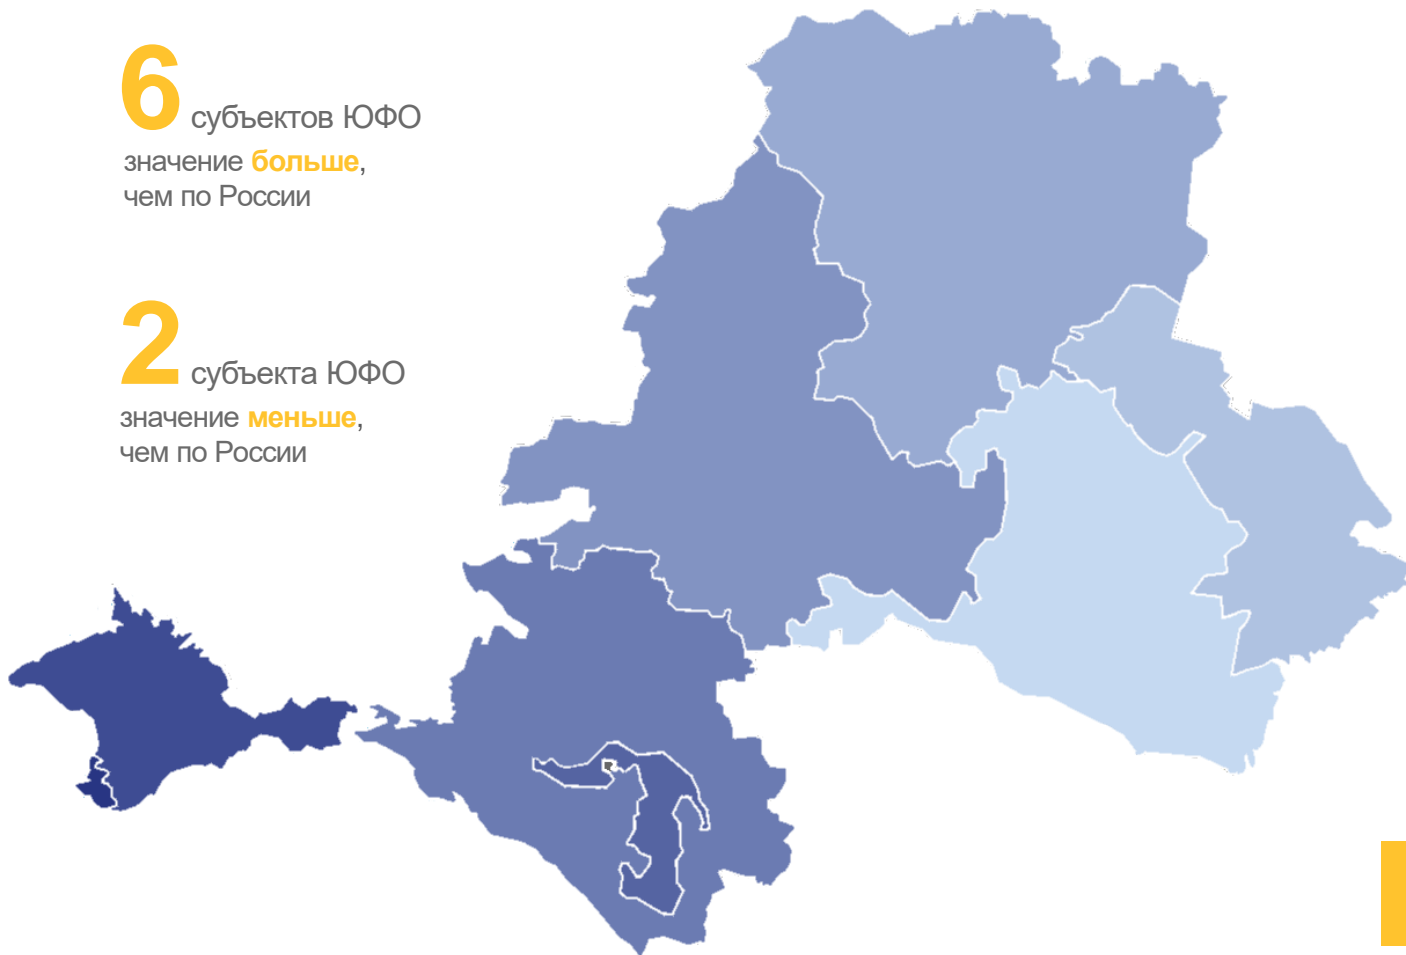 6 субъектов ЮФО
значение больше,
чем по России
2 субъекта ЮФО
значение меньше,
чем по России